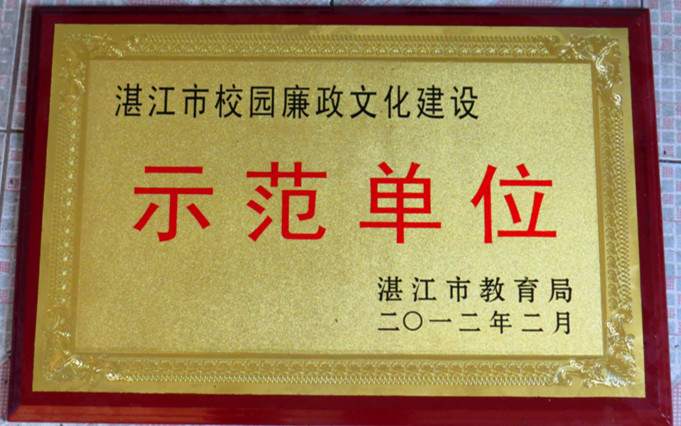 湛江市校园廉政文化建设
示范单位
湛江市教育局
二〇一二年二月